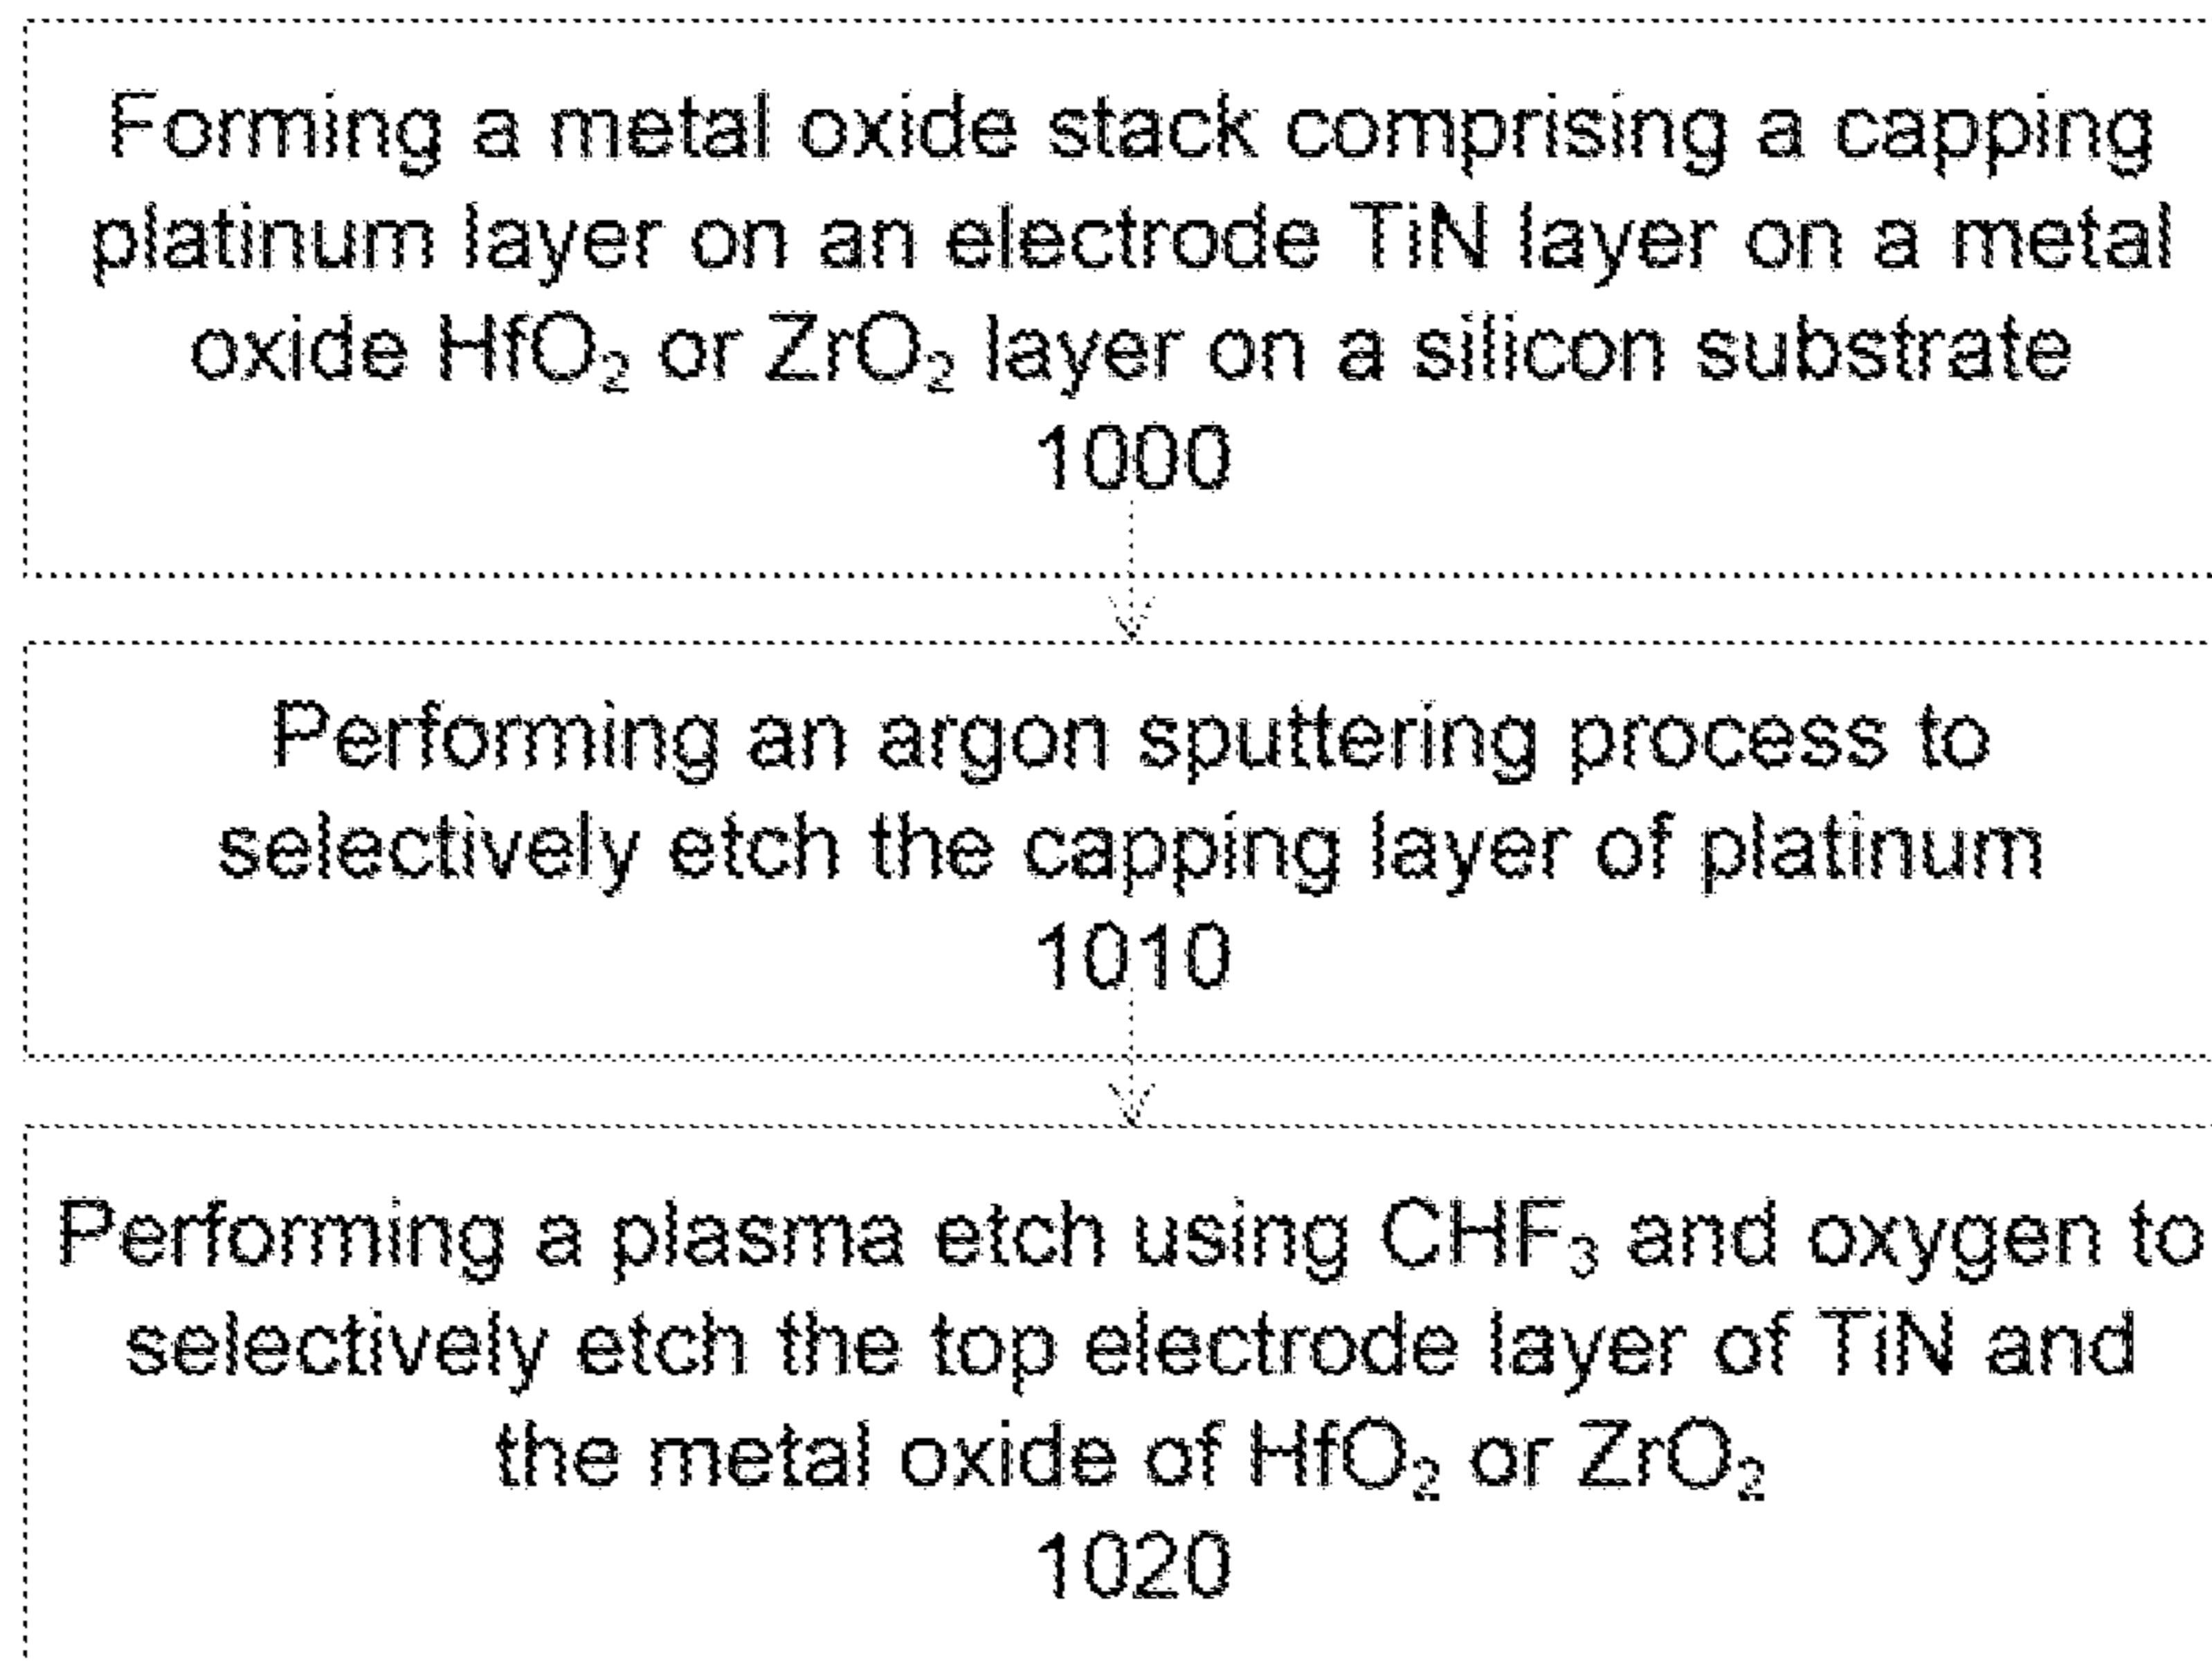 Forming a metal oxide stack comprising a capping
platinum layer on an electrode TiN layer on a metal
oxide HfO₂ or ZrO₂ layer on a silicon substrate
1000
Performing an argon sputtering process to
selectively etch the capping layer of platinum
1010
Performing a plasma etch using CHF₃ and oxygen to
selectively etch the top electrode layer of TiN and
the metal oxide of HfO₂ or ZrO₂
1020